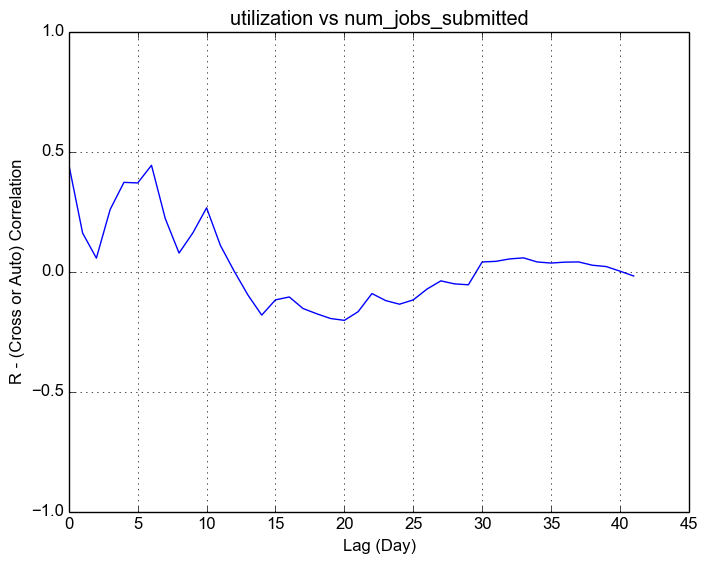 utilization vs num_jobs_submitted
1.0
0.5
0.0
−0.5
−1.0
R - (Cross or Auto) Correlation
0 5 10 15 20 25 30 35 40 45
Lag (Day)